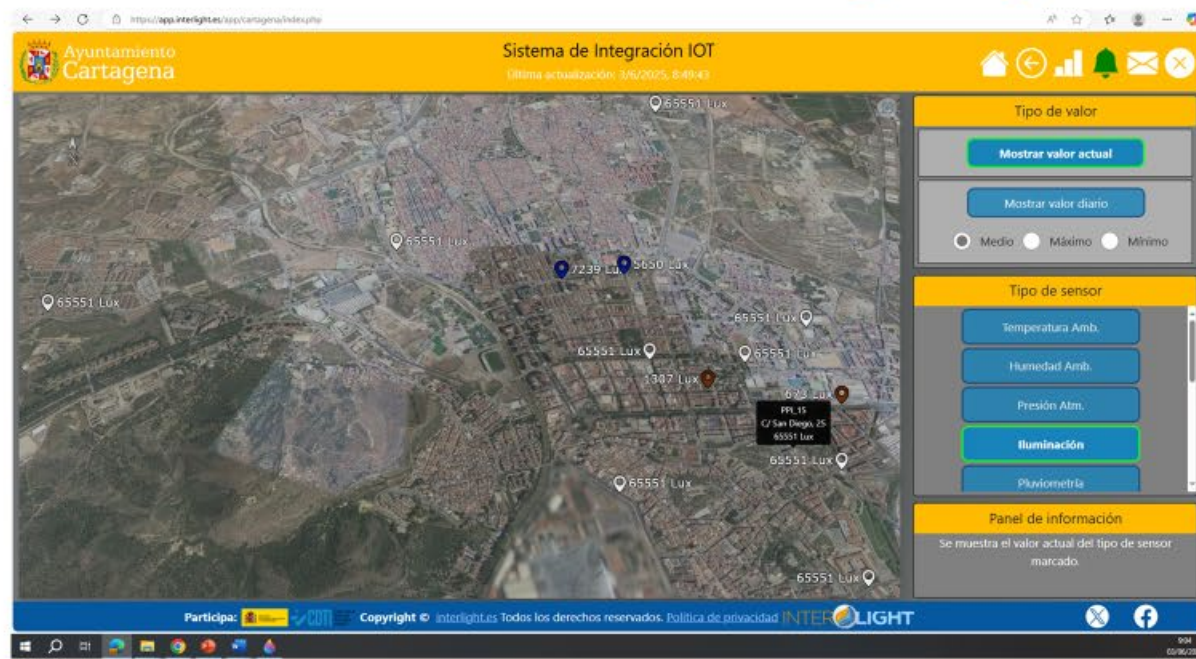 https://app.interlight.es/app/cartagena/index.php
Ayuntamiento
Cartagena
Sistema de Integración IOT
Última actualización: 3/6/2025, 8:49:43
65551 Lux
65551 Lux
7239 Lux
5650 Lux
65551 Lux
65551 Lux
65551 Lux
65551 Lux
1307 Lux
673 Lux
PPI_15
C/ San Diego, 25
65551 Lux
65551 Lux
65551 Lux
65551 Lux
Tipo de valor
Mostrar valor actual
Mostrar valor diario
Medio Máximo Mínimo
Tipo de sensor
Temperatura Amb.
Humedad Amb.
Presión Atm.
Iluminación
Pluviometría
Panel de información
Se muestra el valor actual del tipo de sensor
marcado.
Participa: CDTI Copyright © interlight.es Todos los derechos reservados. Política de privacidad INTERLIGHT
9:04